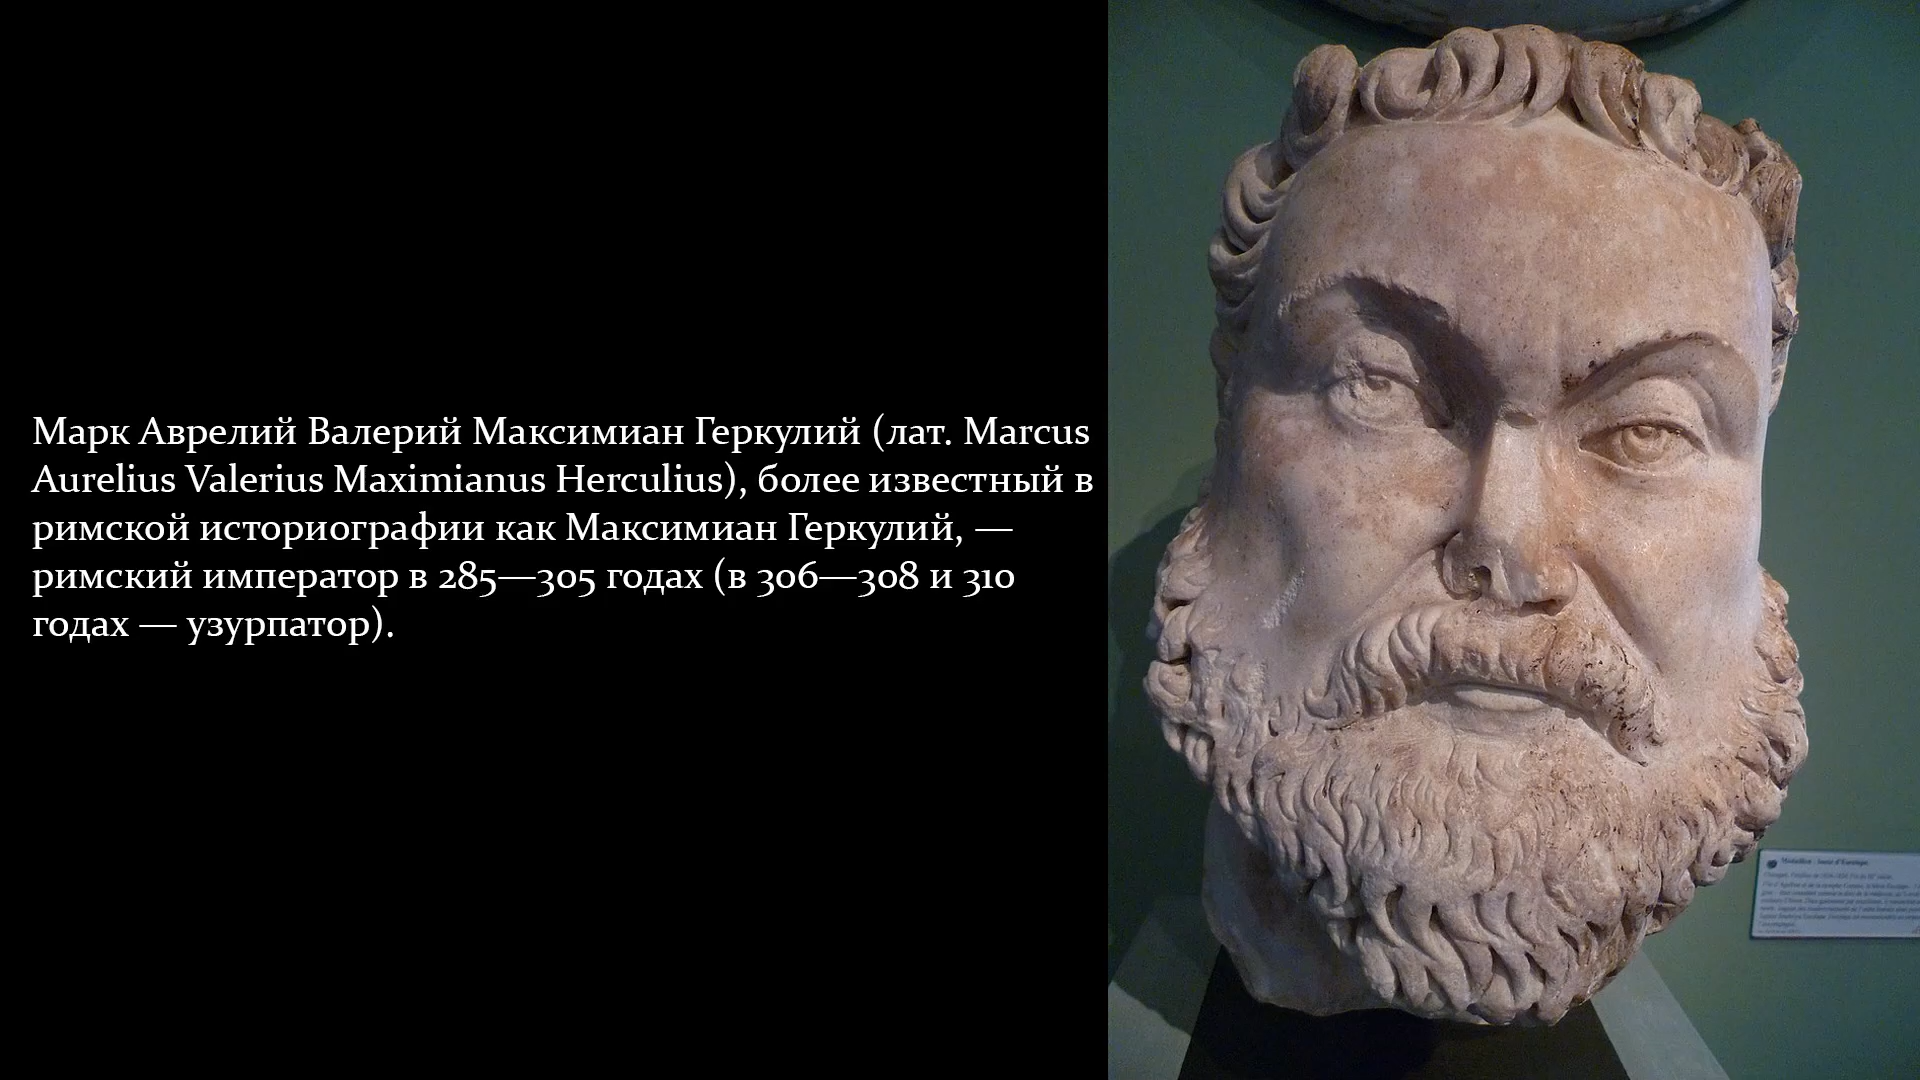 Марк Аврелий Валерий Максимиан Геркулий (лат. Marcus
Aurelius Valerius Maximianus Herculius), более известный в
римской историографии как Максимиан Геркулий, —
римский император в 285—305 годах (в 306—308 и 310
годах — узурпатор).